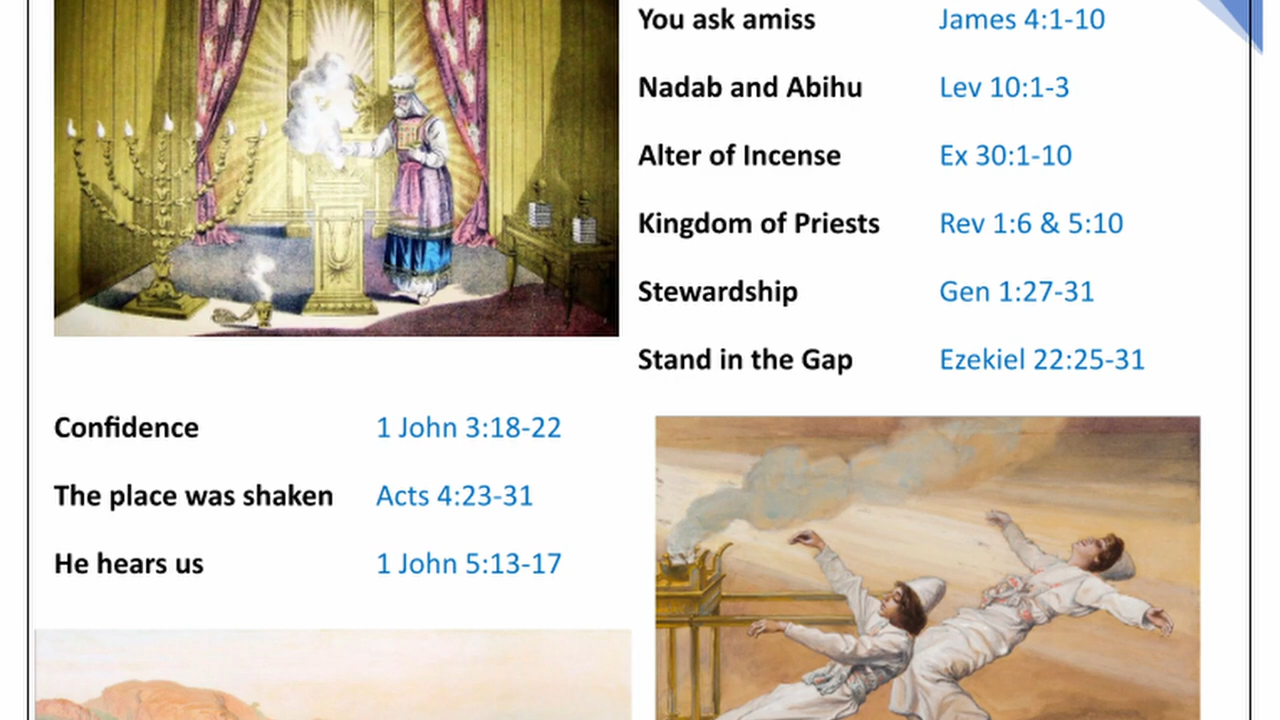 You ask amiss James 4:1-10
Nadab and Abihu Lev 10:1-3
Alter of Incense Ex 30:1-10
Kingdom of Priests Rev 1:6 & 5:10
Stewardship Gen 1:27-31
Stand in the Gap Ezekiel 22:25-31
Confidence 1 John 3:18-22
The place was shaken Acts 4:23-31
He hears us 1 John 5:13-17